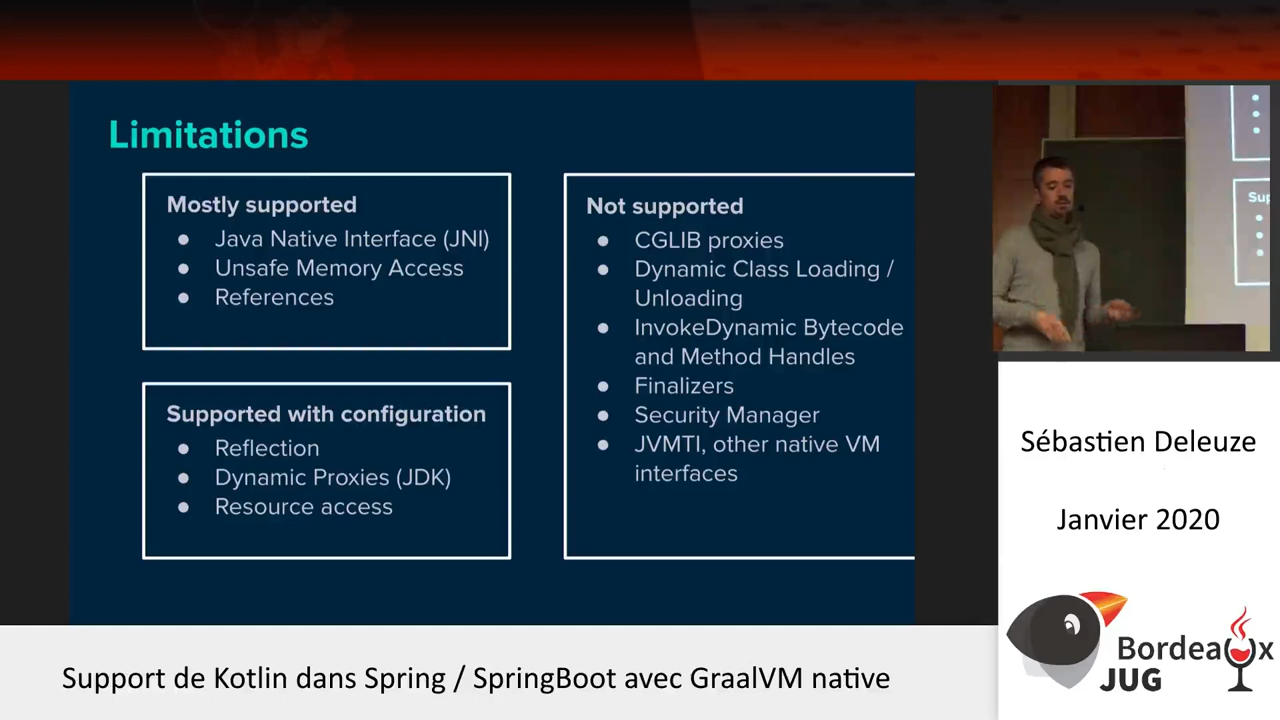 Limitations
Mostly supported
● Java Native Interface (JNI)
● Unsafe Memory Access
● References
Supported with configuration
● Reflection
● Dynamic Proxies (JDK)
● Resource access
Not supported
● CGLIB proxies
● Dynamic Class Loading /
Unloading
● InvokeDynamic Bytecode
and Method Handles
● Finalizers
● Security Manager
● JVMTI, other native VM
interfaces
Sup
Sébastien Deleuze
Janvier 2020
Bordeaux
JUG
Support de Kotlin dans Spring / SpringBoot avec GraalVM native